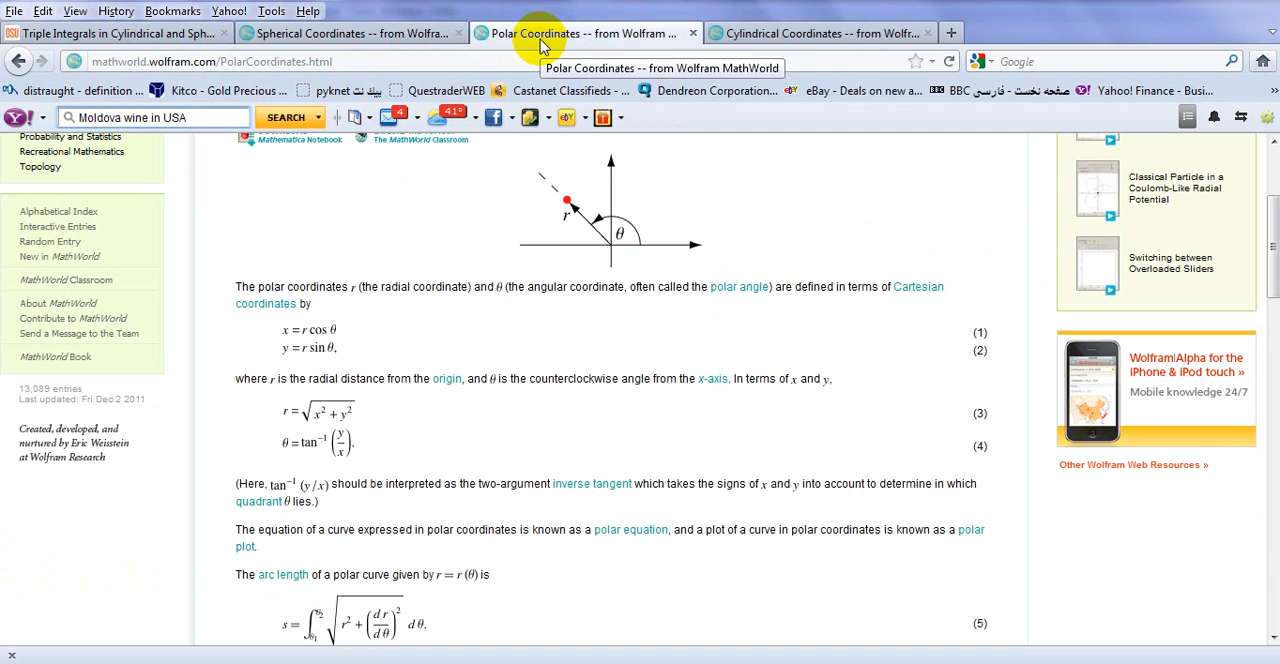 File Edit View History Bookmarks Yahoo! Tools Help
Triple Integrals in Cylindrical and Sph... Spherical Coordinates -- from Wolfra... Polar Coordinates -- from Wolfram ... Cylindrical Coordinates -- from Wolfr...
mathworld.wolfram.com/PolarCoordinates.html Google
Polar Coordinates -- from Wolfram MathWorld
distraught - definition ... Kitco - Gold Precious ... pyknet پیک نت QuestraderWEB Castanet Classifieds - ... Dendreon Corporation... eBay - Deals on new a... BBC صفحه نخست - فارسی Yahoo! Finance - Busi...
Moldova wine in USA SEARCH 4 41°
Probability and Statistics
Recreational Mathematics
Topology
Mathematica Notebook The MathWorld Classroom
Alphabetical Index
Interactive Entries
Random Entry
New in MathWorld
MathWorld Classroom
About MathWorld
Contribute to MathWorld
Send a Message to the Team
MathWorld Book
13,089 entries
Last updated: Fri Dec 2 2011
Created, developed, and
nurtured by Eric Weisstein
at Wolfram Research
r θ
The polar coordinates r (the radial coordinate) and θ (the angular coordinate, often called the polar angle) are defined in terms of Cartesian
coordinates by
x = r cos θ (1)
y = r sin θ, (2)
where r is the radial distance from the origin, and θ is the counterclockwise angle from the x-axis. In terms of x and y,
r = √(x² + y²) (3)
θ = tan⁻¹ (y/x). (4)
(Here, tan⁻¹ (y/x) should be interpreted as the two-argument inverse tangent which takes the signs of x and y into account to determine in which
quadrant θ lies.)
The equation of a curve expressed in polar coordinates is known as a polar equation, and a plot of a curve in polar coordinates is known as a polar
plot.
The arc length of a polar curve given by r = r (θ) is
s = ∫_θ₁^θ₂ √(r² + (dr/dθ)²) dθ. (5)
Classical Particle in a
Coulomb-Like Radial
Potential
Switching between
Overloaded Sliders
Wolfram|Alpha for the
iPhone & iPod touch »
Mobile knowledge 24/7
Other Wolfram Web Resources »